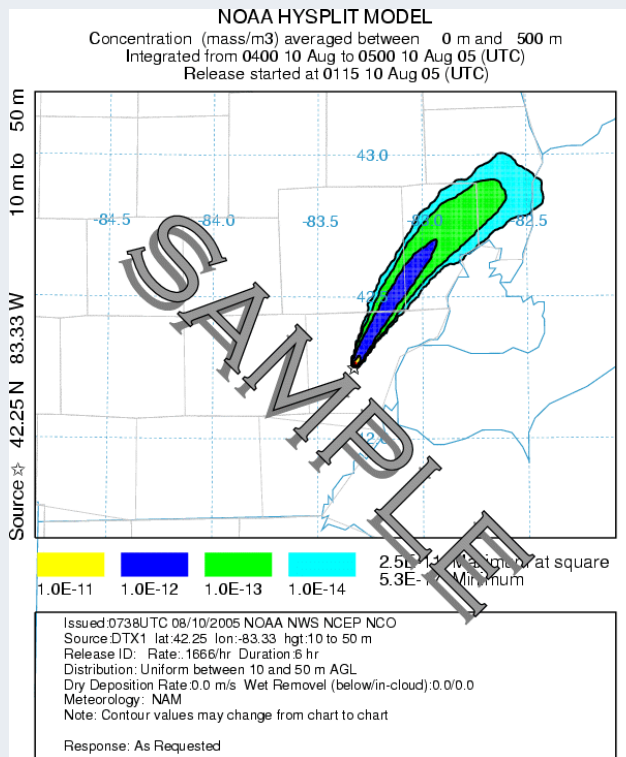 NOAA HYSPLIT MODEL
Concentration (mass/m3) averaged between 0 m and 500 m
Integrated from 0400 10 Aug to 0500 10 Aug 05 (UTC)
Release started at 0115 10 Aug 05 (UTC)
Source ☆ 42.225 N 83.33 W 10 m to 50 m
43.0
-84.5 -84.0 -83.5 -82.5
SAMPLE
1.0E-11 1.0E-12 1.0E-13 1.0E-14
Maximum at square
Minimum
Issued:0738UTC 08/10/2005 NOAA NWS NCEP NCO
Source:DTX1 lat:42.25 lon:-83.33 hgt:10 to 50 m
Release ID: Rate:.1666/hr Duration:6 hr
Distribution: Uniform between 10 and 50 m AGL
Dry Deposition Rate:0.0 m/s Wet Removel (below/in-cloud):0.0/0.0
Meteorology: NAM
Note: Contour values may change from chart to chart
Response: As Requested